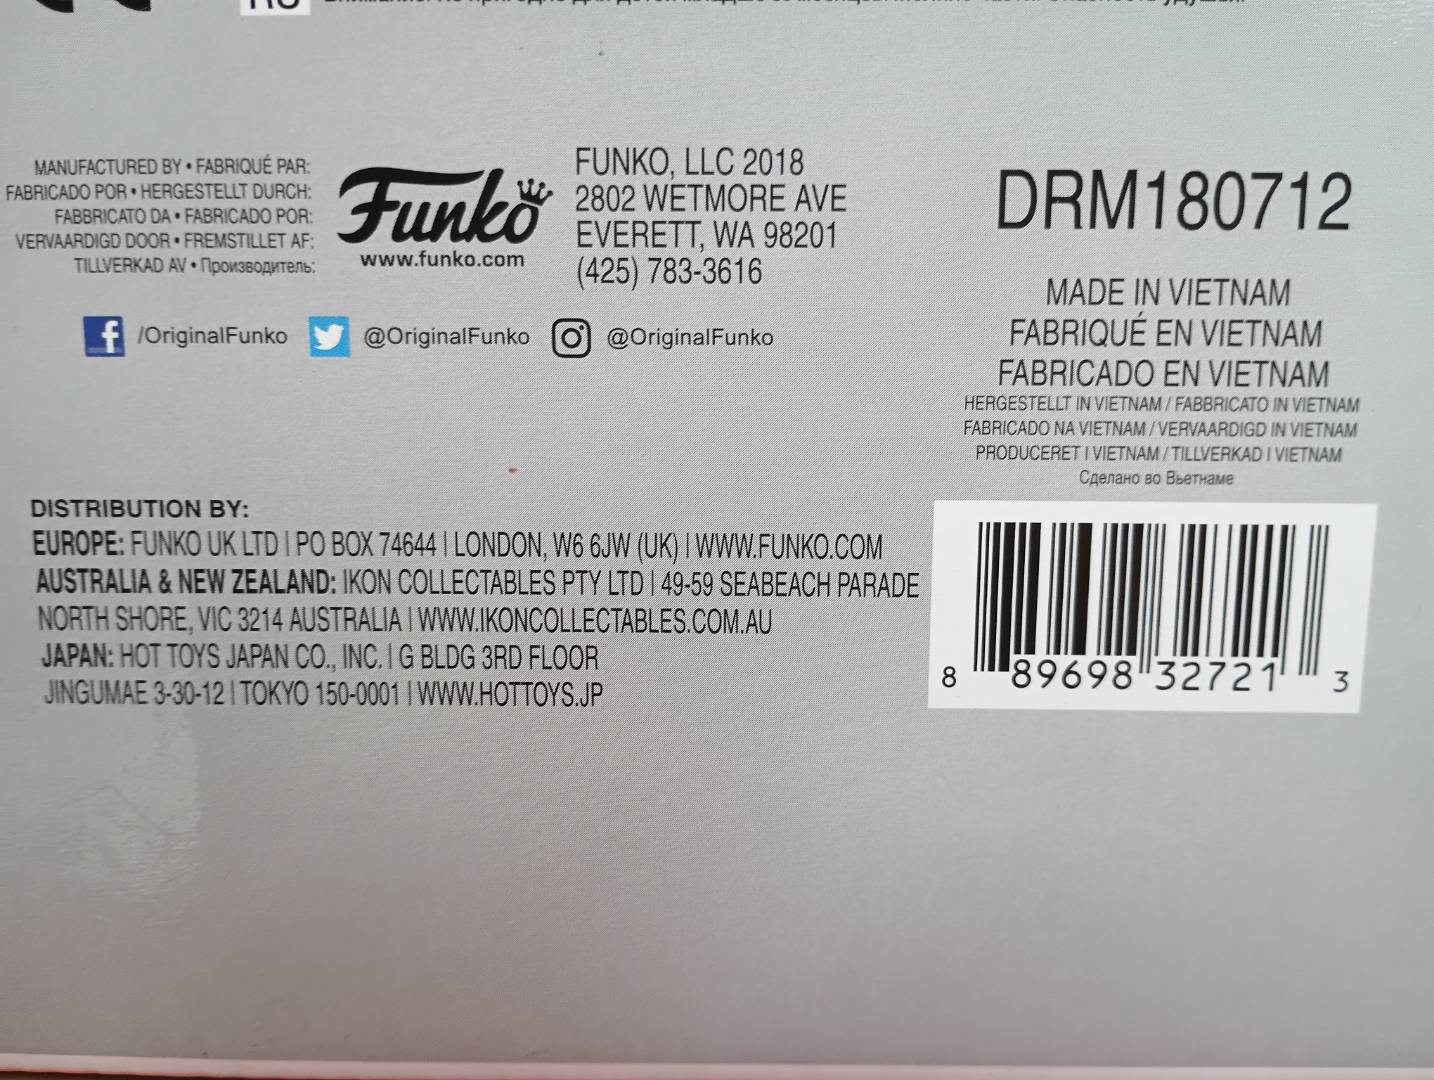 MANUFACTURED BY • FABRIQUÉ PAR:
FABRICADO POR • HERGESTELLT DURCH:
FABBRICATO DA • FABRICADO POR:
VERVAARDIGD DOOR • FREMSTILLET AF:
TILLVERKAD AV • Производитель:
Funko
www.funko.com
FUNKO, LLC 2018
2802 WETMORE AVE
EVERETT, WA 98201
(425) 783-3616
/OriginalFunko @OriginalFunko @OriginalFunko
DRM180712
MADE IN VIETNAM
FABRIQUÉ EN VIETNAM
FABRICADO EN VIETNAM
HERGESTELLT IN VIETNAM / FABBRICATO IN VIETNAM
FABRICADO NA VIETNAM / VERVAARDIGD IN VIETNAM
PRODUCERET I VIETNAM / TILLVERKAD I VIETNAM
Сделано во Вьетнаме
DISTRIBUTION BY:
EUROPE: FUNKO UK LTD | PO BOX 74644 | LONDON, W6 6JW (UK) | WWW.FUNKO.COM
AUSTRALIA & NEW ZEALAND: IKON COLLECTABLES PTY LTD | 49-59 SEABEACH PARADE
NORTH SHORE, VIC 3214 AUSTRALIA | WWW.IKONCOLLECTABLES.COM.AU
JAPAN: HOT TOYS JAPAN CO., INC. | G BLDG 3RD FLOOR
JINGUMAE 3-30-12 | TOKYO 150-0001 | WWW.HOTTOYS.JP
8 89698 32721 3